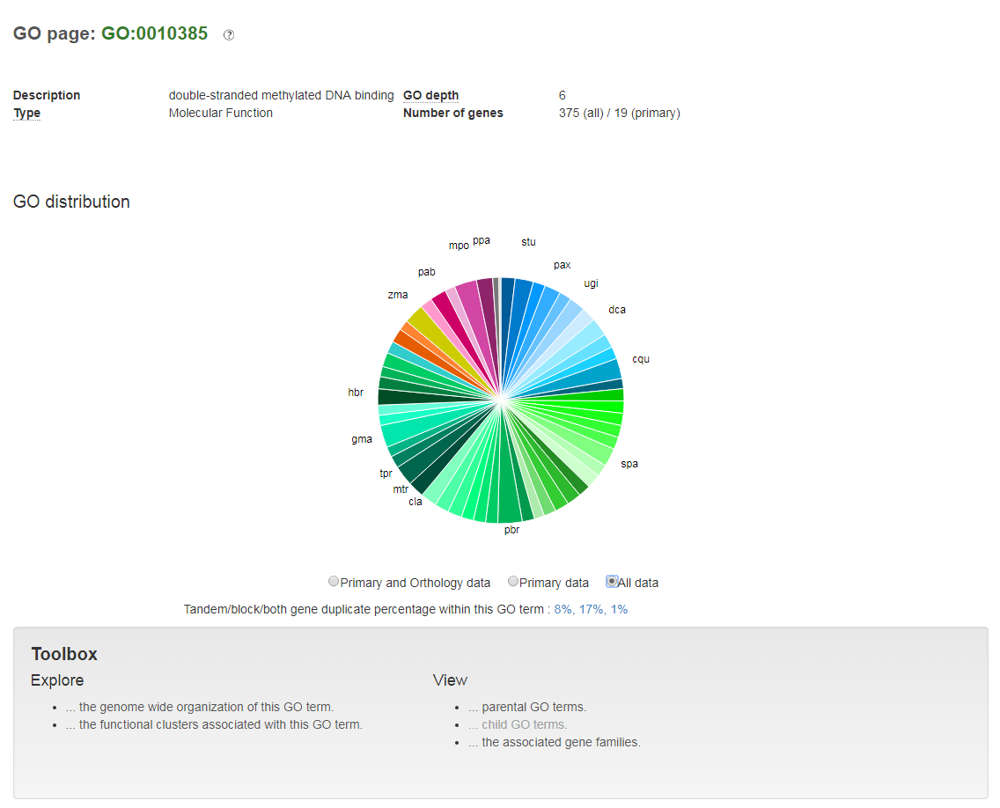 GO page: GO:0010385 ?
Description double-stranded methylated DNA binding GO depth 6
Type Molecular Function Number of genes 375 (all) / 19 (primary)
GO distribution
ppa stu
mpo
pax
pab
ugi
zma
dca
cqu
hbr
gma
spa
tpr
mtr
cla
pbr
Primary and Orthology data Primary data All data
Tandem/block/both gene duplicate percentage within this GO term : 8%, 17%, 1%
Toolbox
Explore View
... the genome wide organization of this GO term. ... parental GO terms.
... the functional clusters associated with this GO term. ... child GO terms.
... the associated gene families.